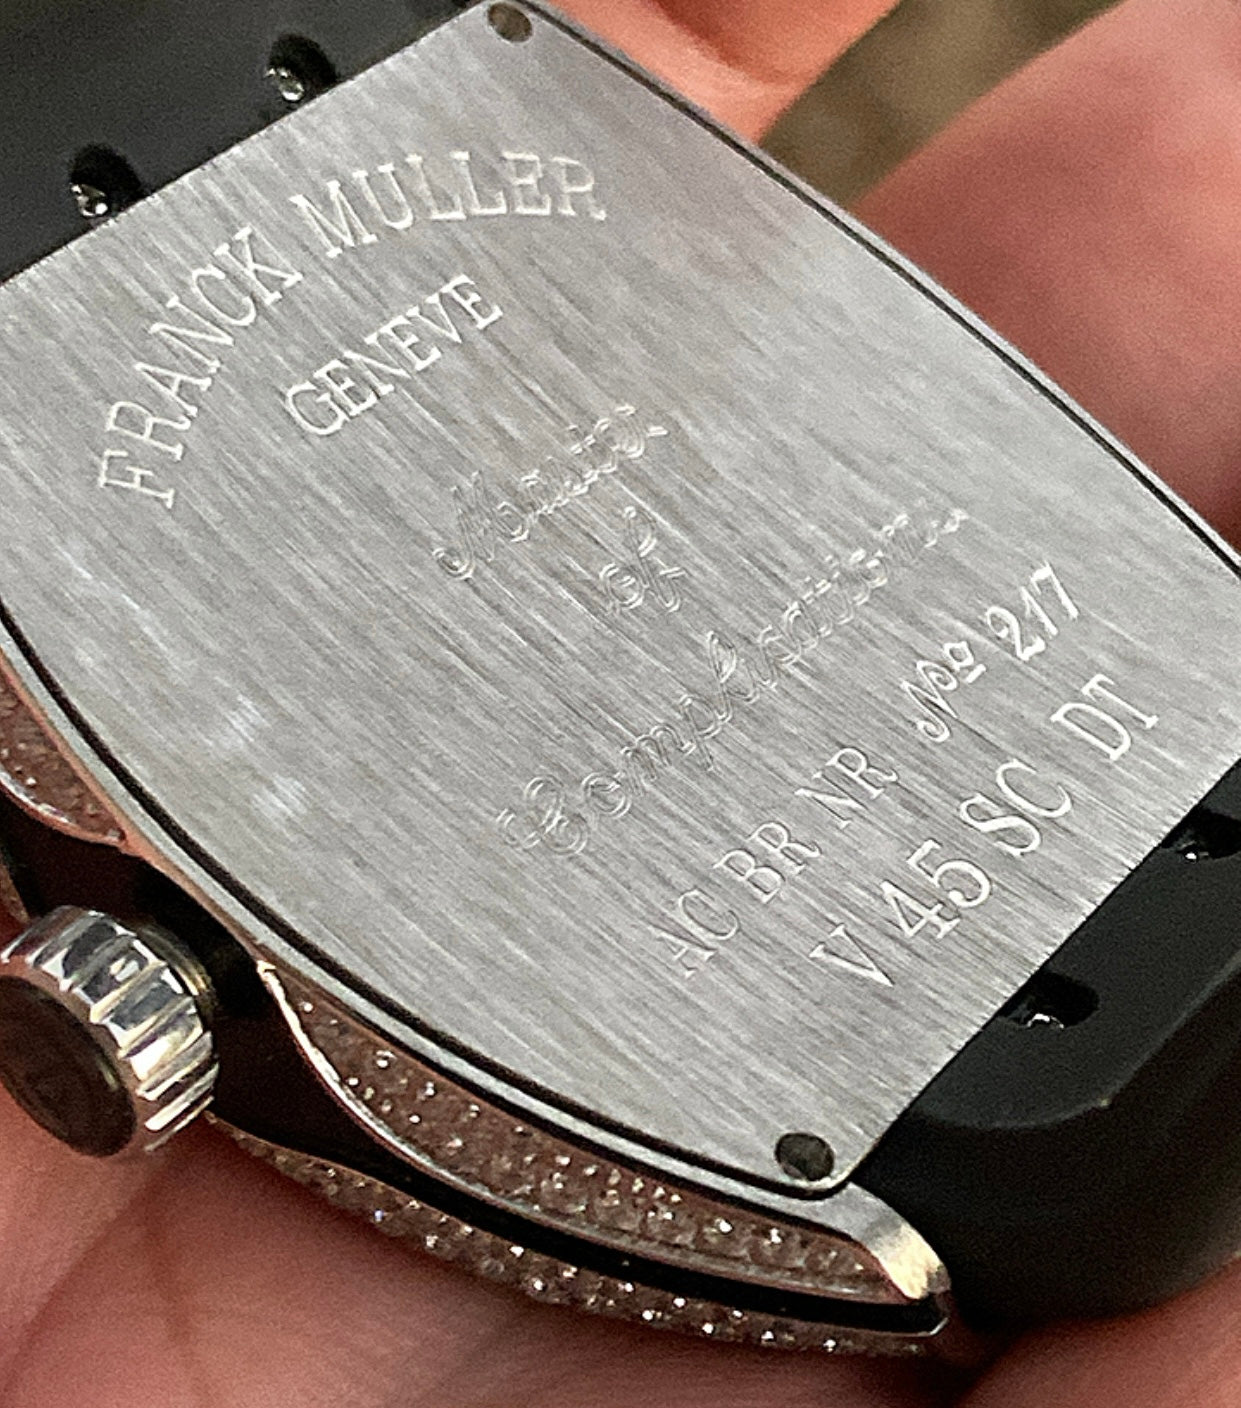 FRANCK MULLER
GENEVE
Master
of
Complications
Nº 217
AC BR NR
V 45 SC DT